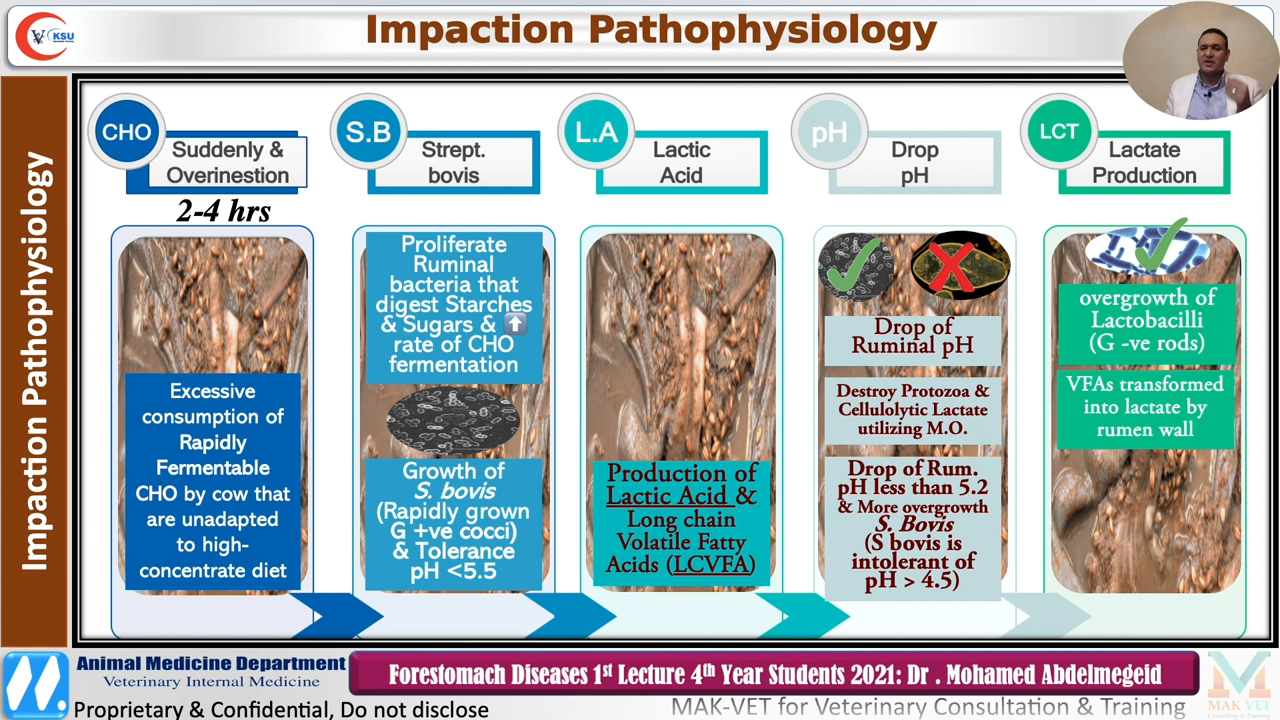 Impaction Pathophysiology
KSU
Impaction Pathophysiology
CHO
Suddenly &
Overinestion
2-4 hrs
Excessive
consumption of
Rapidly
Fermentable
CHO by cow that
are unadapted
to high-
concentrate diet
S.B
Strept.
bovis
Proliferate
Ruminal
bacteria that
digest Starches
& Sugars & ⬆
rate of CHO
fermentation
Growth of
S. bovis
(Rapidly grown
G +ve cocci)
& Tolerance
pH <5.5
L.A
Lactic
Acid
Production of
Lactic Acid &
Long chain
Volatile Fatty
Acids (LCVFA)
pH
Drop
pH
Drop of
Ruminal pH
Destroy Protozoa &
Cellulolytic Lactate
utilizing M.O.
Drop of Rum.
pH less than 5.2
& More overgrowth
S. Bovis
(S bovis is
intolerant of
pH > 4.5)
LCT
Lactate
Production
overgrowth of
Lactobacilli
(G -ve rods)
VFAs transformed
into lactate by
rumen wall
Animal Medicine Department
Veterinary Internal Medicine
Forestomach Diseases 1st Lecture 4th Year Students 2021: Dr . Mohamed Abdelmegeid
Proprietary & Confidential, Do not disclose
MAK-VET for Veterinary Consultation & Training
MAK VET
Consulting & Training